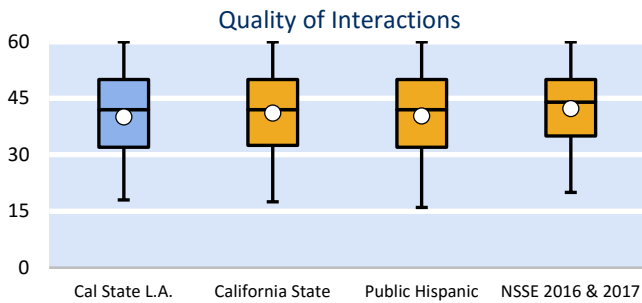 Quality of Interactions
60
45
30
15
0
Cal State L.A.
California State
Public Hispanic
NSSE 2016 & 2017